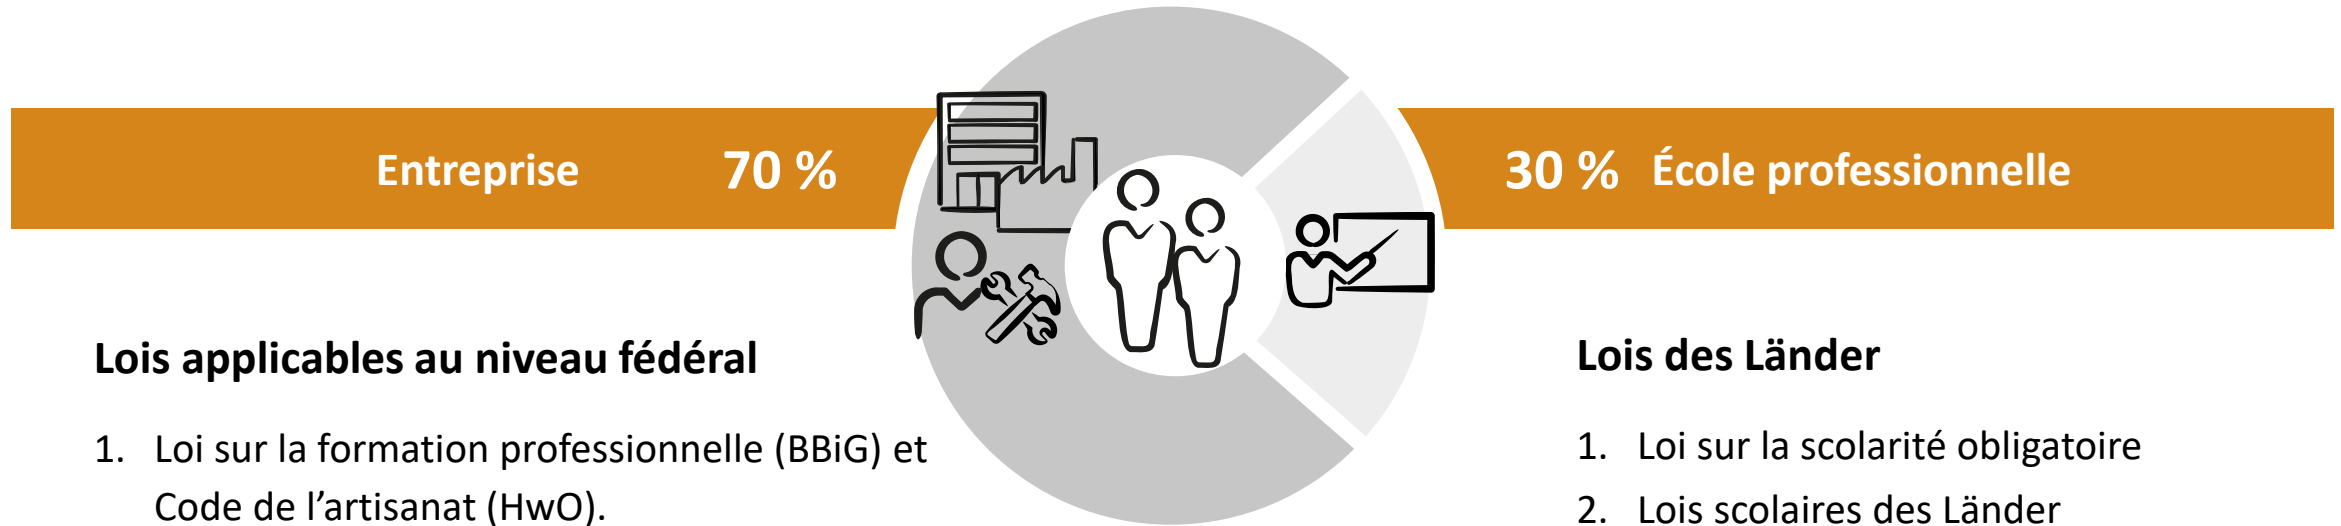 Entreprise 70 %
30 % École professionnelle
Lois applicables au niveau fédéral
1. Loi sur la formation professionnelle (BBiG) et
Code de l’artisanat (HwO).
Lois des Länder
1. Loi sur la scolarité obligatoire
2. Lois scolaires des Länder